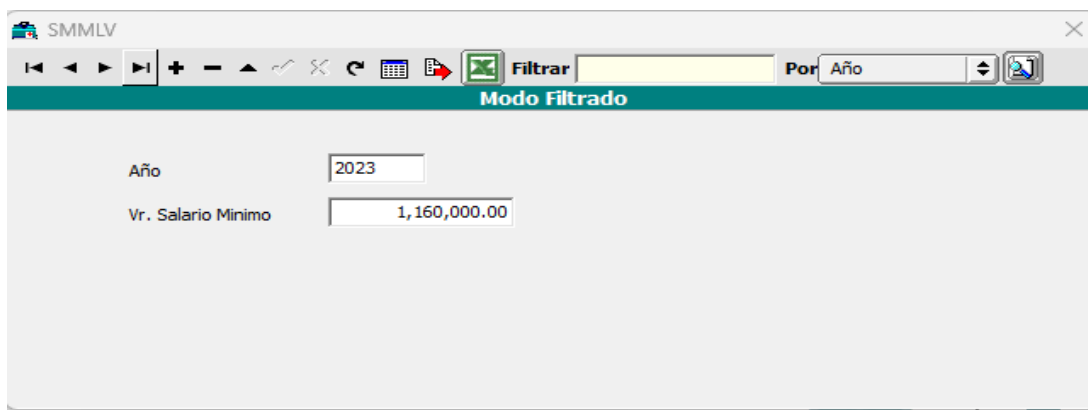 SMMLV
Filtrar Por Año
Modo Filtrado
Año 2023
Vr. Salario Minimo 1,160,000.00